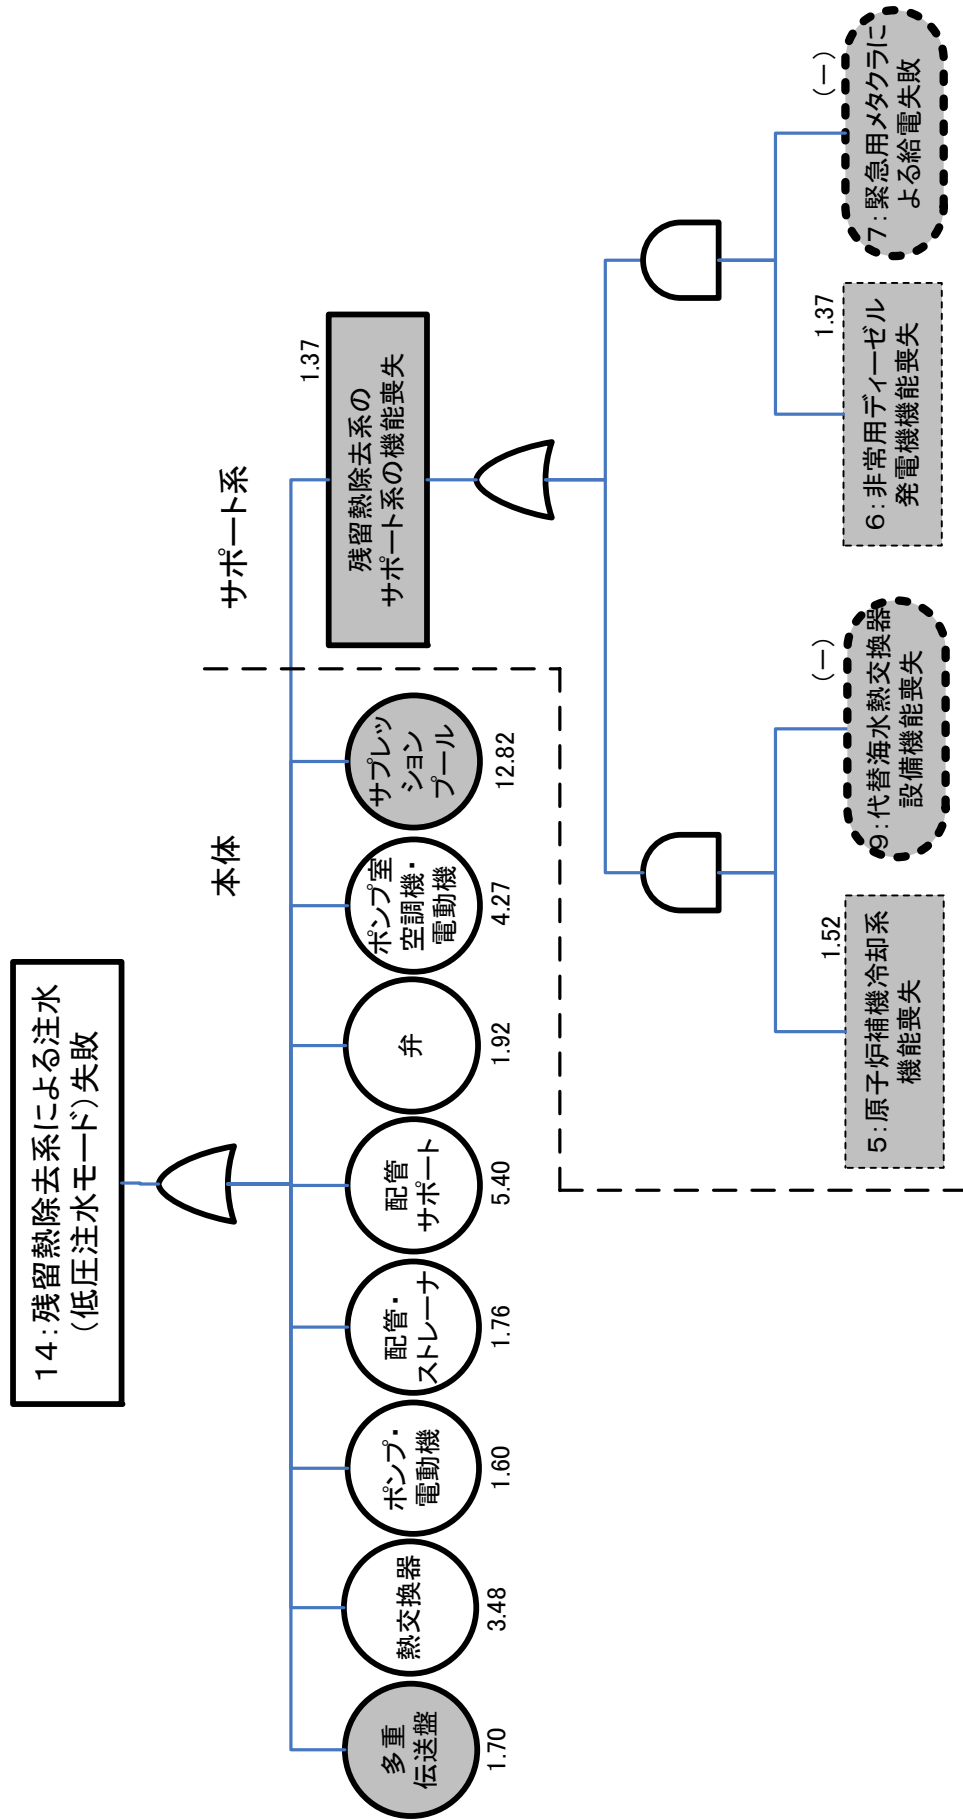 14:残留熱除去系による注水
(低圧注水モード)失敗
本体
サポート系
多重
伝送盤
1.70
熱交換器
3.48
ポンプ・
電動機
1.60
配管・
ストレーナ
1.76
配管
サポート
5.40
弁
1.92
ポンプ室
空調機・
電動機
4.27
サプレッ
ション
プール
12.82
1.37
残留熱除去系の
サポート系の機能喪失
1.52
5:原子炉補機冷却系
機能喪失
(—)
9:代替海水熱交換器
設備機能喪失
1.37
6:非常用ディーゼル
発電機機能喪失
(—)
7:緊急用メタクラに
よる給電失敗